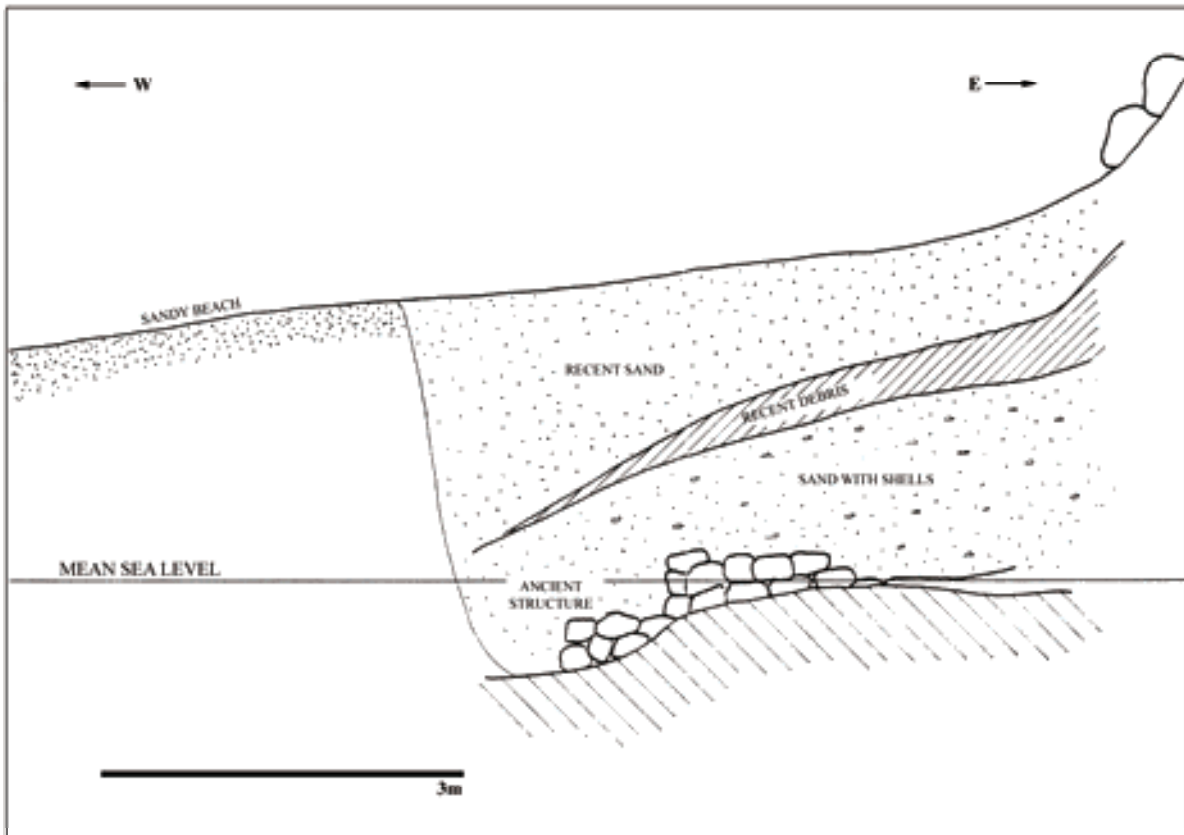 W
E
SANDY BEACH
RECENT SAND
RECENT DEBRIS
SAND WITH SHELLS
MEAN SEA LEVEL
ANCIENT
STRUCTURE
3m